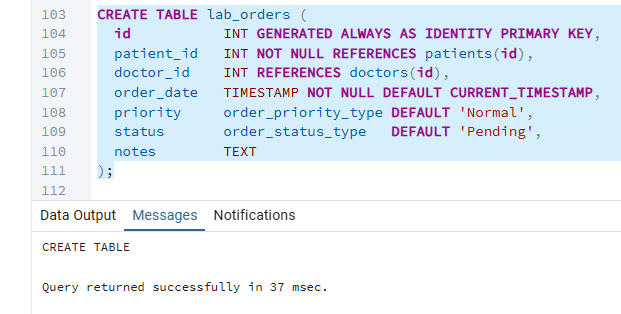 103 CREATE TABLE lab_orders (
104   id          INT GENERATED ALWAYS AS IDENTITY PRIMARY KEY,
105   patient_id  INT NOT NULL REFERENCES patients(id),
106   doctor_id   INT REFERENCES doctors(id),
107   order_date  TIMESTAMP NOT NULL DEFAULT CURRENT_TIMESTAMP,
108   priority    order_priority_type DEFAULT 'Normal',
109   status      order_status_type   DEFAULT 'Pending',
110   notes       TEXT
111 );
112
Data Output Messages Notifications
CREATE TABLE
Query returned successfully in 37 msec.